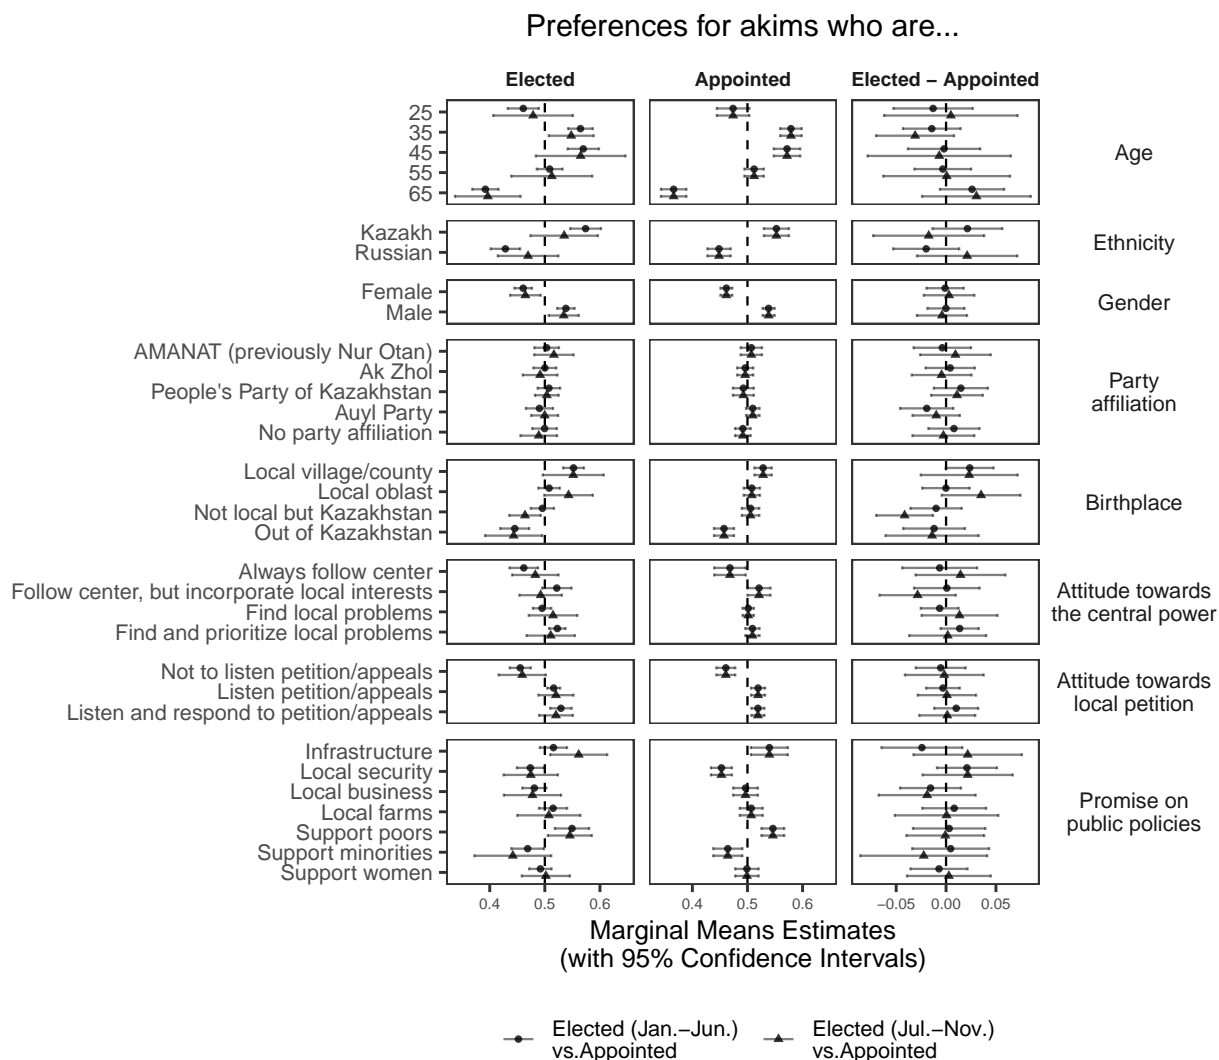 Preferences for akims who are...
Elected
Appointed
Elected − Appointed
25
35
45
55
65
Age
Kazakh
Russian
Ethnicity
Female
Male
Gender
AMANAT (previously Nur Otan)
Ak Zhol
People's Party of Kazakhstan
Auyl Party
No party affiliation
Party
affiliation
Local village/county
Local oblast
Not local but Kazakhstan
Out of Kazakhstan
Birthplace
Always follow center
Follow center, but incorporate local interests
Find local problems
Find and prioritize local problems
Attitude towards
the central power
Not to listen petition/appeals
Listen petition/appeals
Listen and respond to petition/appeals
Attitude towards
local petition
Infrastructure
Local security
Local business
Local farms
Support poors
Support minorities
Support women
Promise on
public policies
0.4 0.5 0.6
0.4 0.5 0.6
−0.05 0.00 0.05
Marginal Means Estimates
(with 95% Confidence Intervals)
Elected (Jan.−Jun.)
vs.Appointed
Elected (Jul.−Nov.)
vs.Appointed